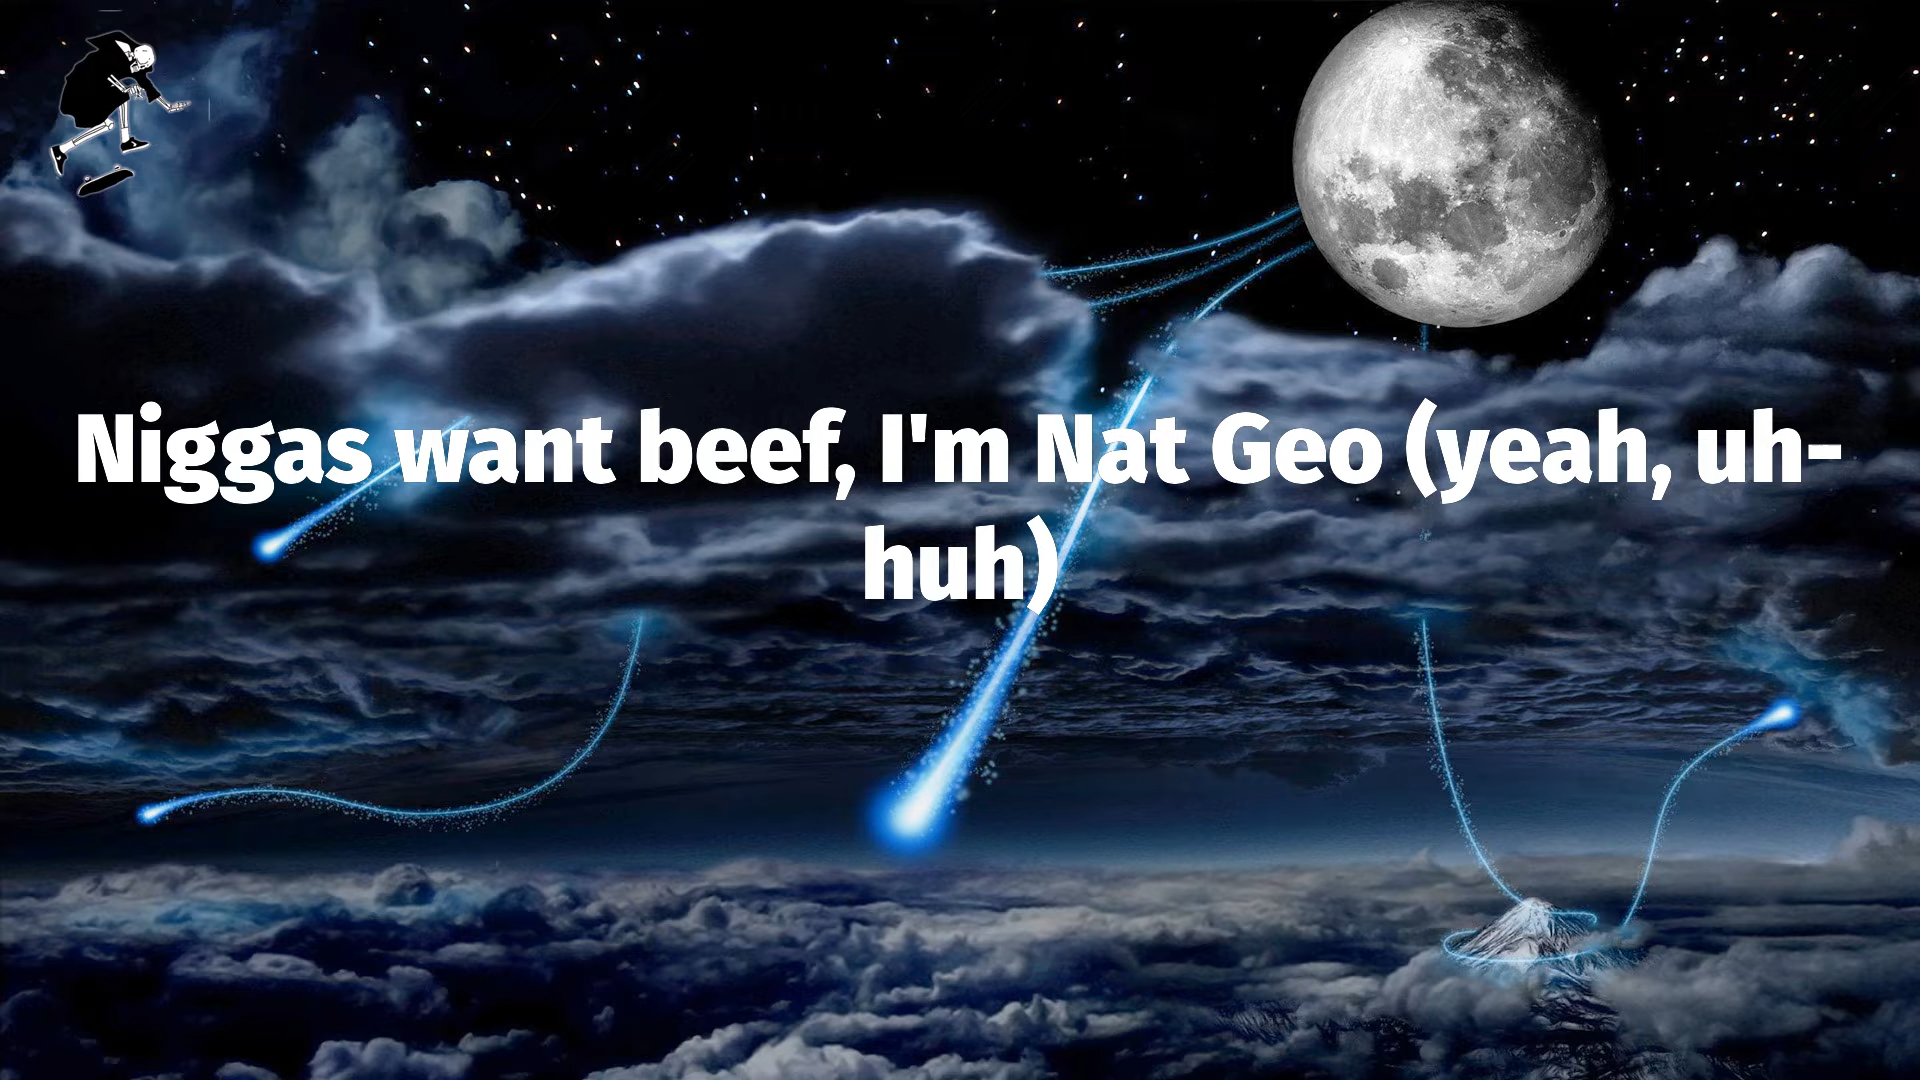 Niggas want beef, I'm Nat Geo (yeah, uh-
huh)